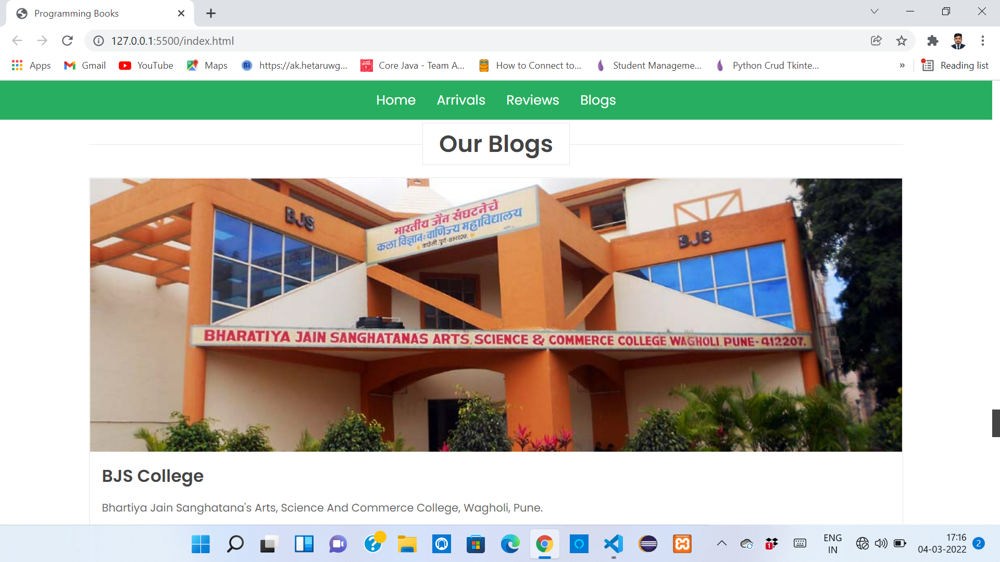 Programming Books
127.0.0.1:5500/index.html
Apps
Gmail
YouTube
Maps
Bi
https://ak.hetaruwg...
Core Java - Team A...
How to Connect to...
Student Manageme...
Python Crud Tkinte...
»
Reading list
Home
Arrivals
Reviews
Blogs
Our Blogs
BJS
भारतीय जैन संघटनेचे
कला विज्ञान व वाणिज्य महाविद्यालय
वाघोली, पुणे-४१२२०७.
BJS
BHARATIYA JAIN SANGHATANAS ARTS, SCIENCE & COMMERCE COLLEGE, WAGHOLI, PUNE-412207.
BJS College
Bhartiya Jain Sanghatana's Arts, Science And Commerce College, Wagholi, Pune.
1
ENG
IN
17:16
04-03-2022
2